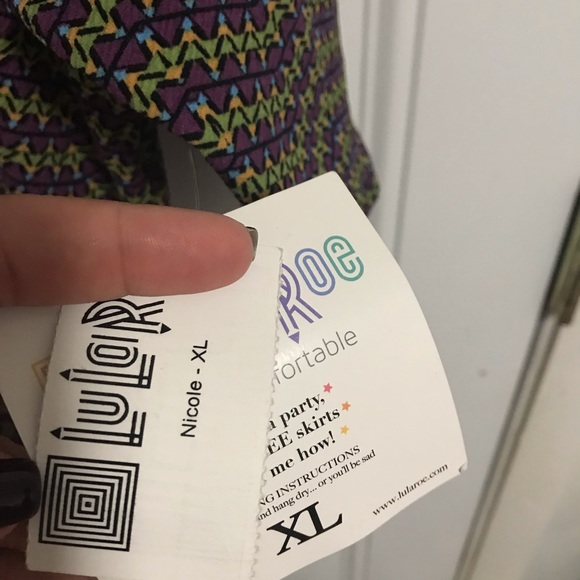 LuLaR
Nicole - XL
Roe
fortable
a party,
EE skirts
me how!
NG INSTRUCTIONS
and hang dry... or you'll be sad
XL
www.lularoe.com